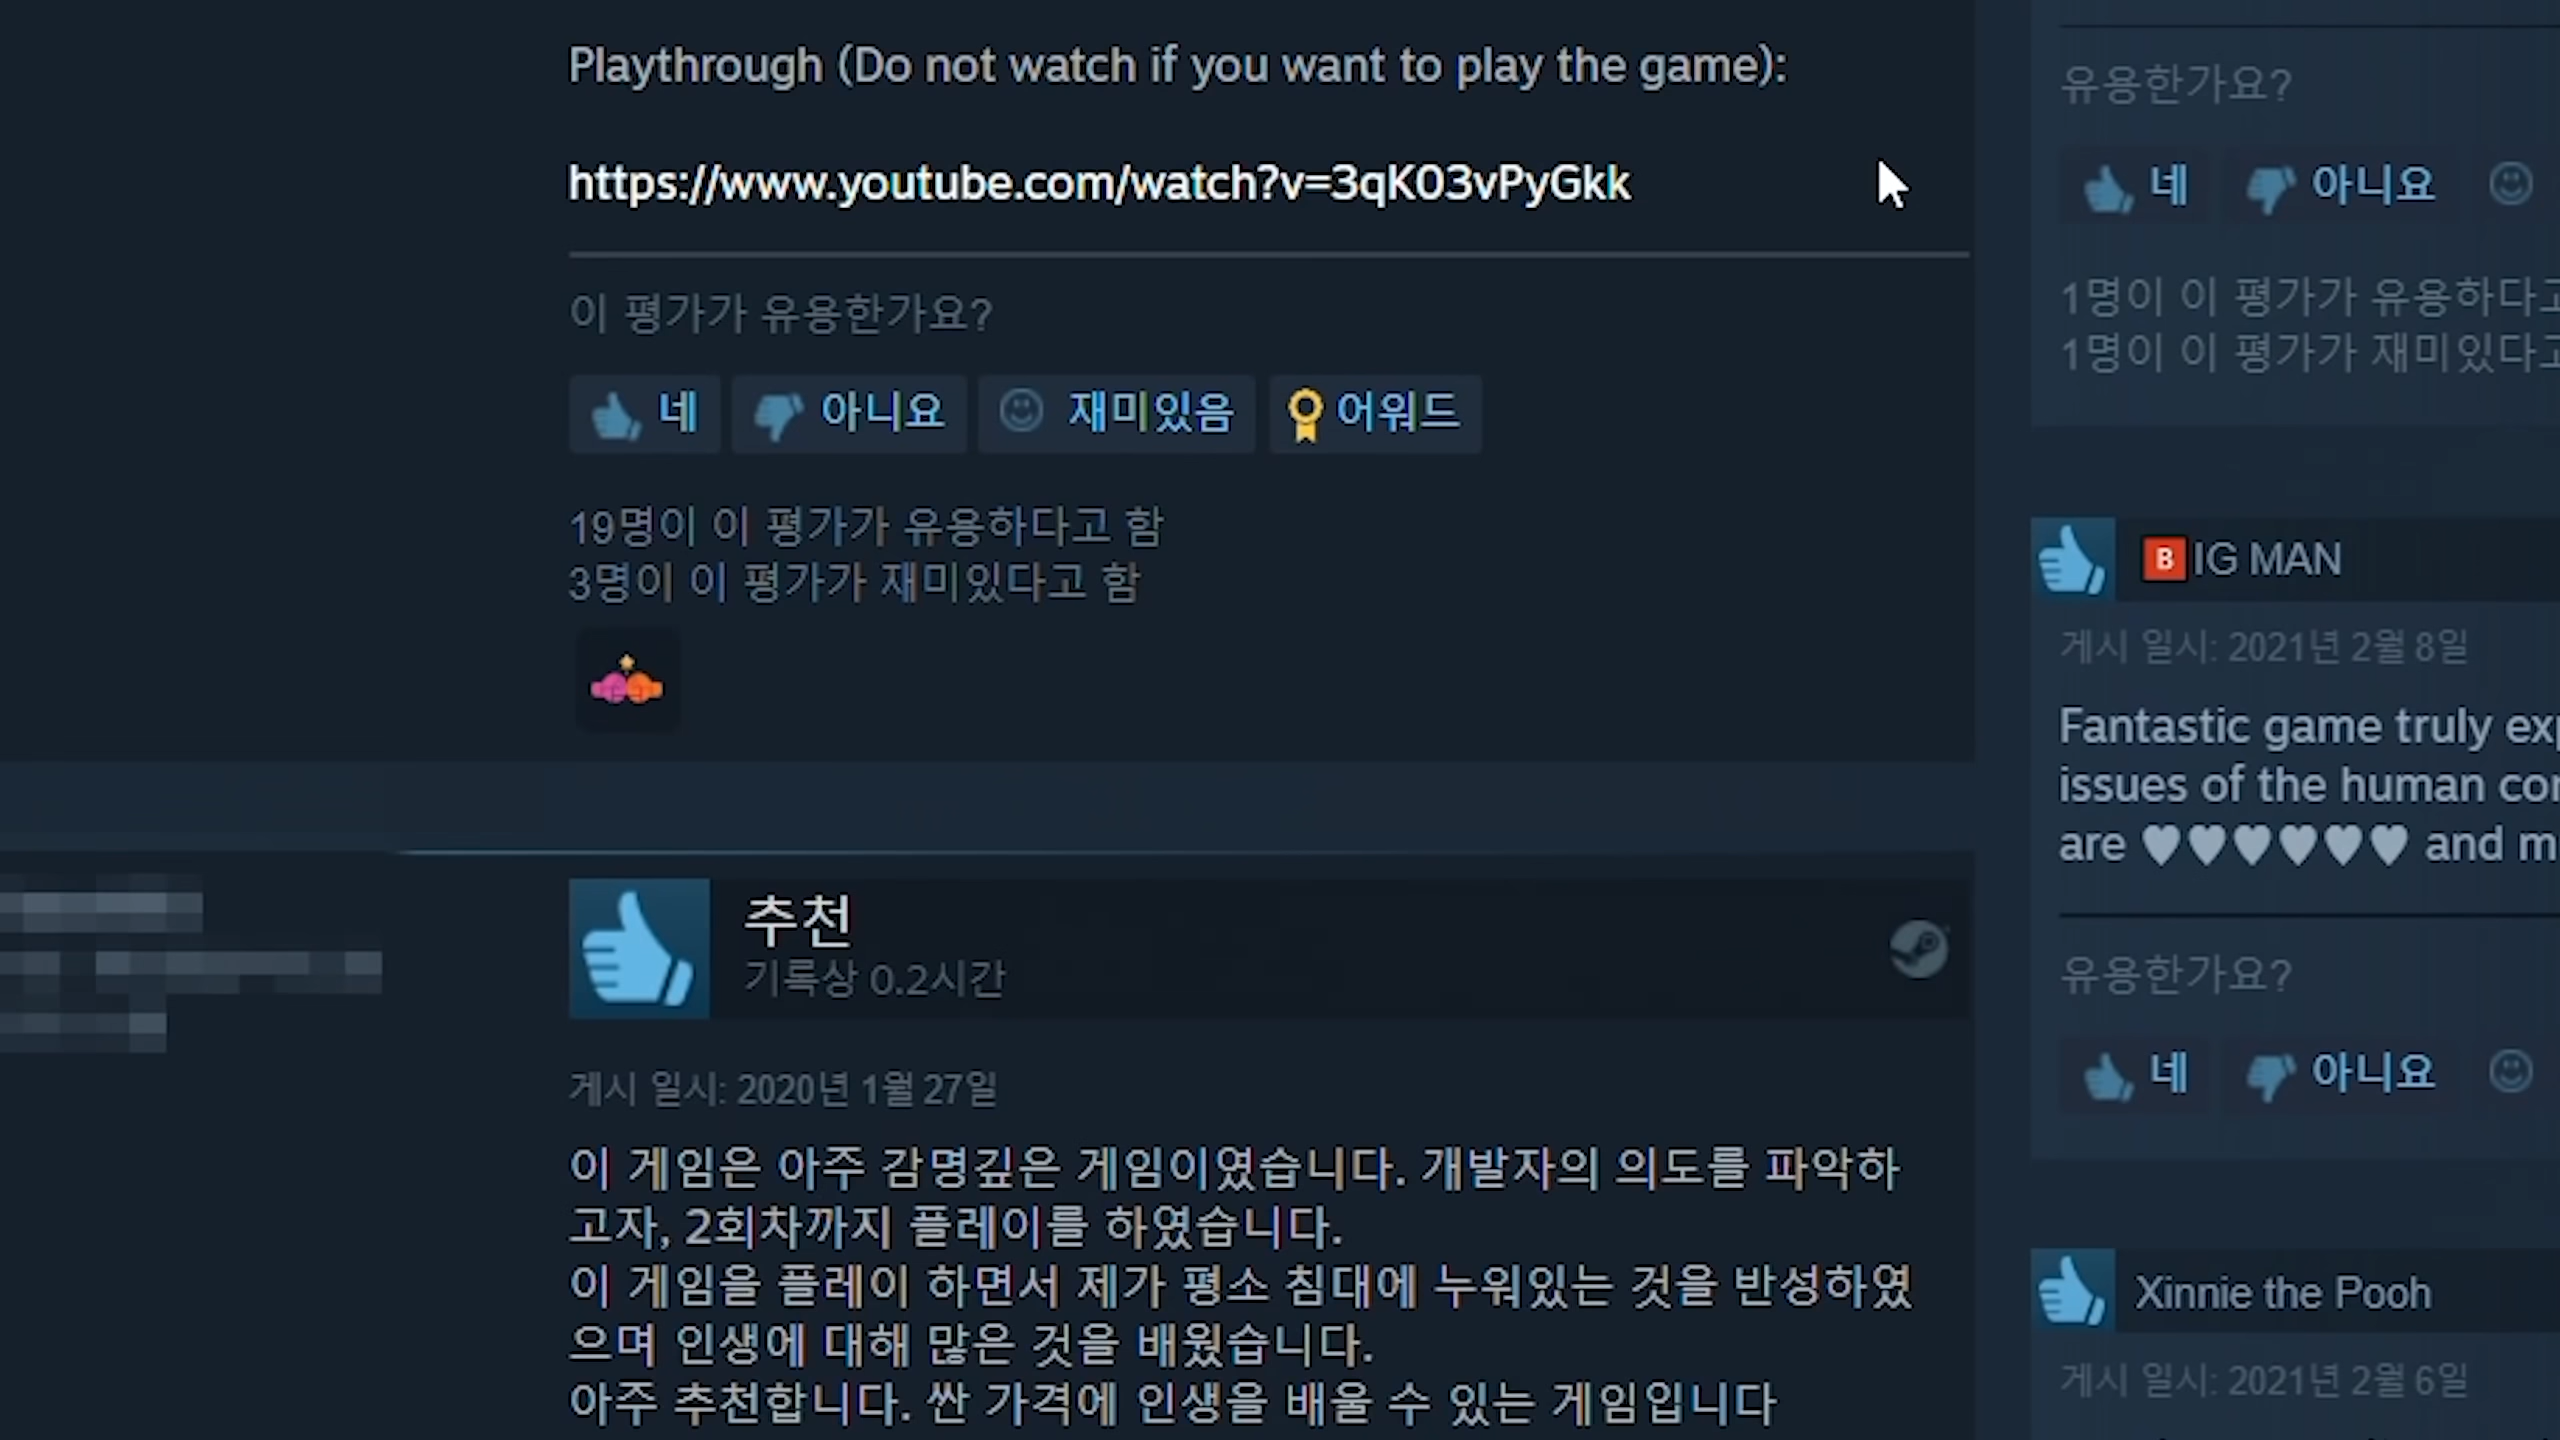 Playthrough (Do not watch if you want to play the game):
https://www.youtube.com/watch?v=3qK03vPyGkk
이 평가가 유용한가요?
네 아니요 재미있음 어워드
19명이 이 평가가 유용하다고 함
3명이 이 평가가 재미있다고 함
추천
기록상 0.2시간
게시 일시: 2020년 1월 27일
이 게임은 아주 감명깊은 게임이였습니다. 개발자의 의도를 파악하
고자, 2회차까지 플레이를 하였습니다.
이 게임을 플레이 하면서 제가 평소 침대에 누워있는 것을 반성하였
으며 인생에 대해 많은 것을 배웠습니다.
아주 추천합니다. 싼 가격에 인생을 배울 수 있는 게임입니다
유용한가요?
네 아니요
1명이 이 평가가 유용하다고
1명이 이 평가가 재미있다고
BIG MAN
게시 일시: 2021년 2월 8일
Fantastic game truly exp
issues of the human con
are ♥♥♥♥♥♥ and m
유용한가요?
네 아니요
Xinnie the Pooh
게시 일시: 2021년 2월 6일